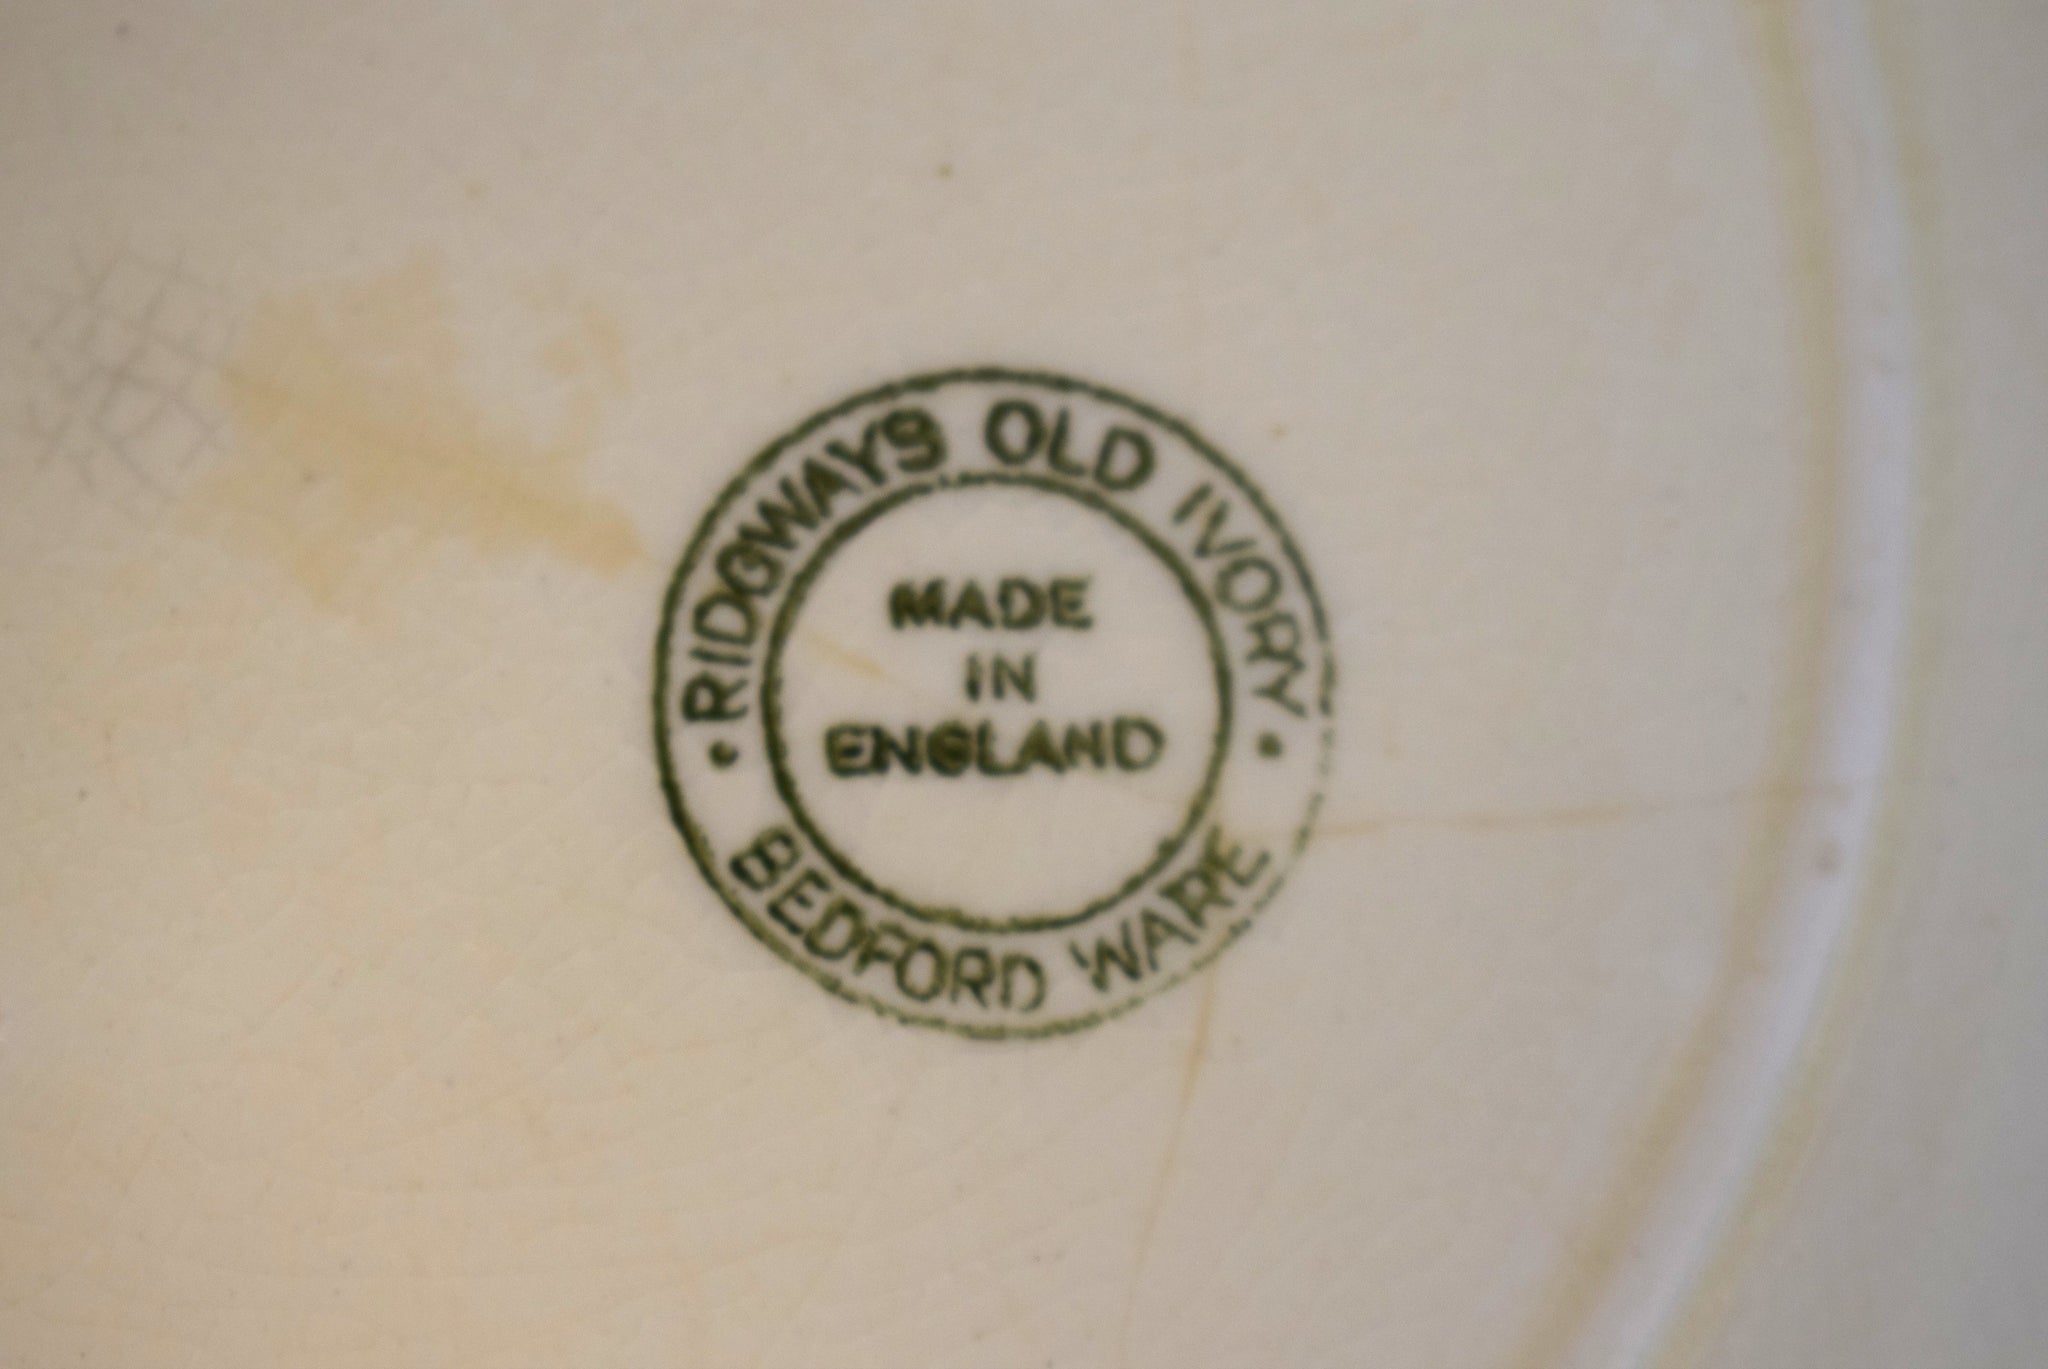 RIDGWAYS OLD IVORY
MADE
IN
ENGLAND
BEDFORD WARE